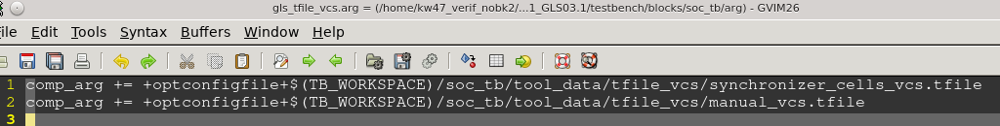 gls_tfile_vcs.arg = (/home/kw47_verif_nobk2/...1_GLS03.1/testbench/blocks/soc_tb/arg) - GVIM26
ile Edit Tools Syntax Buffers Window Help
1 comp_arg += +optconfigfile+$(TB_WORKSPACE)/soc_tb/tool_data/tfile_vcs/synchronizer_cells_vcs.tfile
2 comp_arg += +optconfigfile+$(TB_WORKSPACE)/soc_tb/tool_data/tfile_vcs/manual_vcs.tfile
3